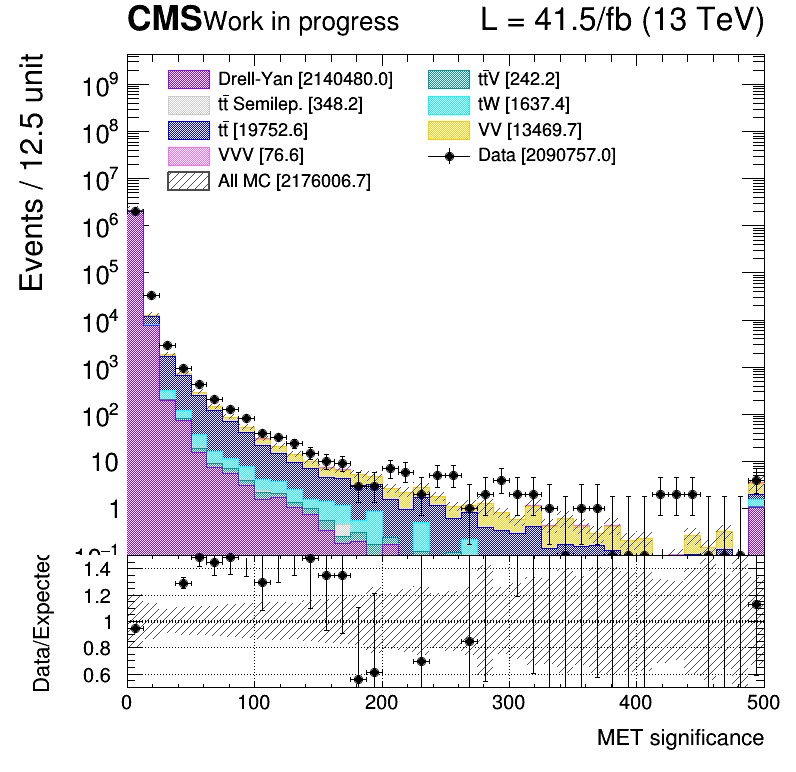 CMS Work in progress L = 41.5/fb (13 TeV)
Events / 12.5 unit
Drell-Yan [2140480.0]
tt̄ Semilep. [348.2]
tt̄ [19752.6]
VVV [76.6]
All MC [2176006.7]
tt̄V [242.2]
tW [1637.4]
VV [13469.7]
Data [2090757.0]
10⁹
10⁸
10⁷
10⁶
10⁵
10⁴
10³
10²
10
1
10⁻¹
Data/Expected
1.4
1.2
1
0.8
0.6
0 100 200 300 400 500
MET significance